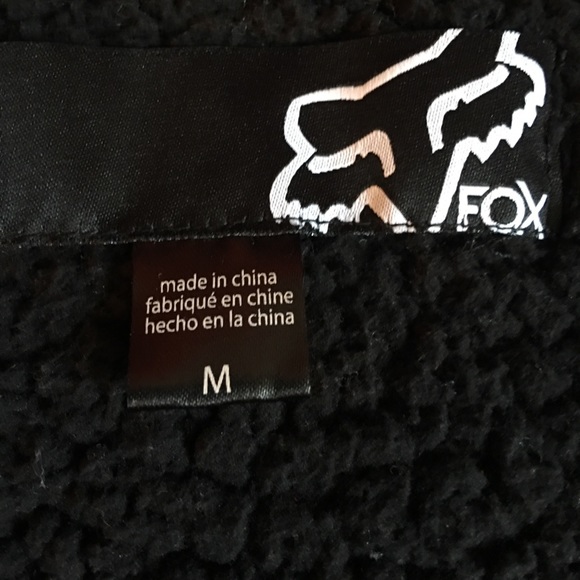 FOX
made in china
fabriqué en chine
hecho en la china
M